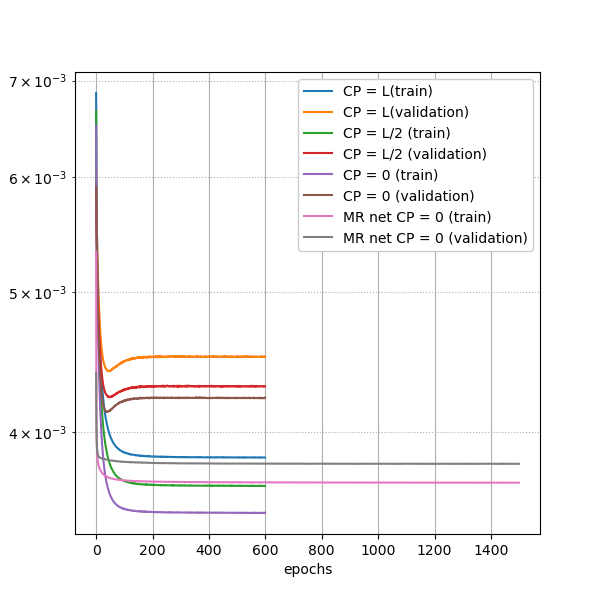 7 × 10⁻³
6 × 10⁻³
5 × 10⁻³
4 × 10⁻³
CP = L(train)
CP = L(validation)
CP = L/2 (train)
CP = L/2 (validation)
CP = 0 (train)
CP = 0 (validation)
MR net CP = 0 (train)
MR net CP = 0 (validation)
0 200 400 600 800 1000 1200 1400
epochs